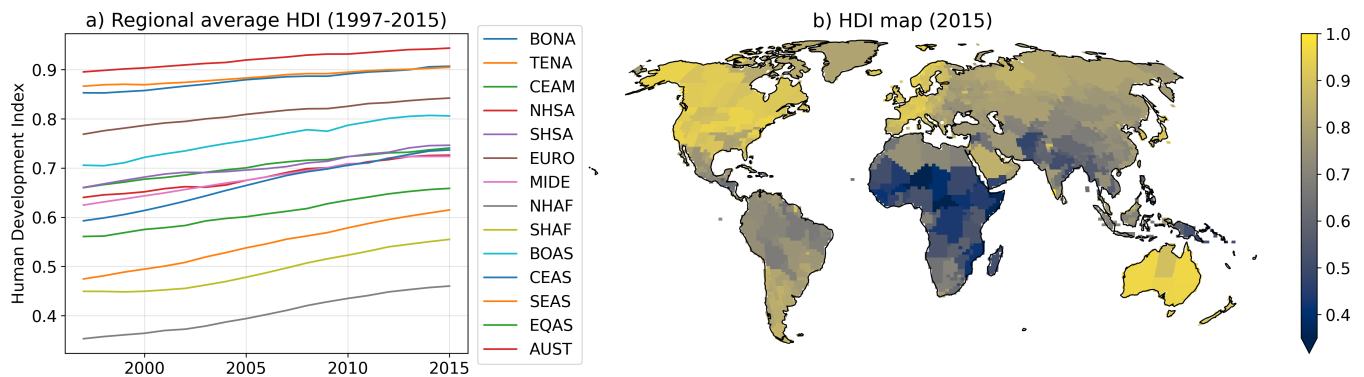 a) Regional average HDI (1997-2015)
Human Development Index
0.9
0.8
0.7
0.6
0.5
0.4
2000
2005
2010
2015
BONA
TENA
CEAM
NHSA
SHSA
EURO
MIDE
NHAF
SHAF
BOAS
CEAS
SEAS
EQAS
AUST
b) HDI map (2015)
1.0
0.9
0.8
0.7
0.6
0.5
0.4